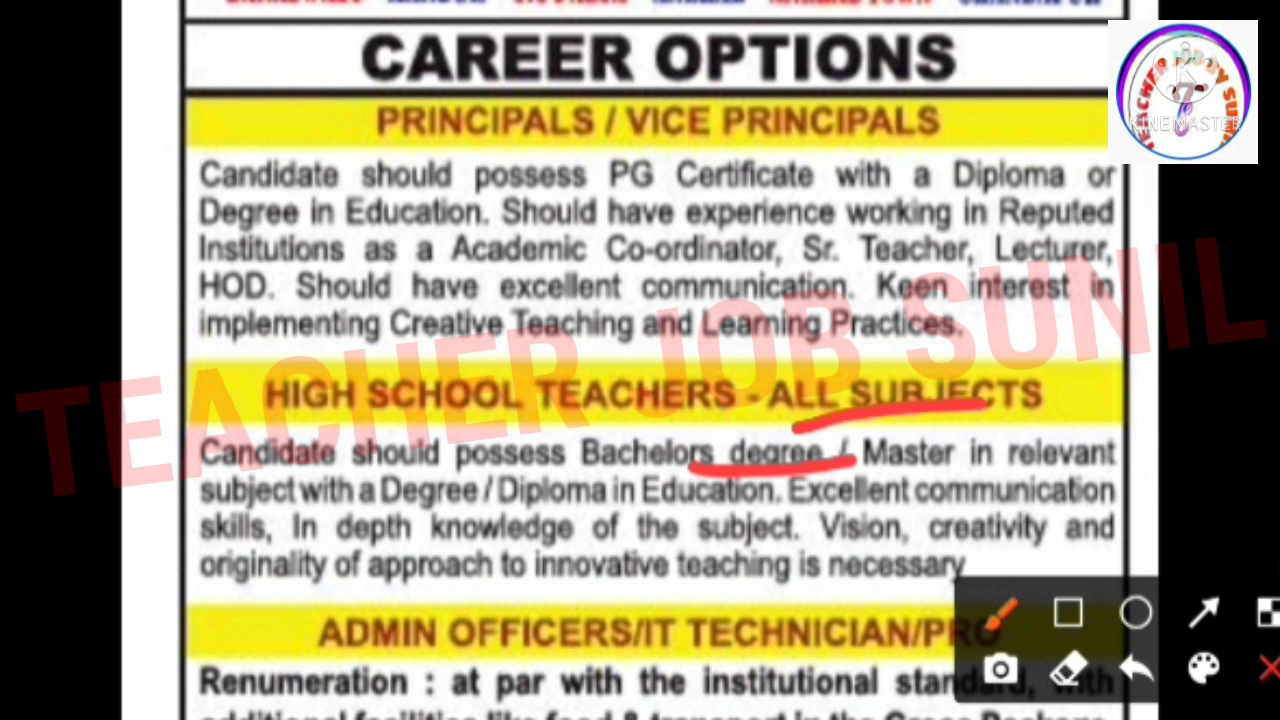 CAREER OPTIONS
PRINCIPALS / VICE PRINCIPALS
Candidate should possess PG Certificate with a Diploma or
Degree in Education. Should have experience working in Reputed
Institutions as a Academic Co-ordinator, Sr. Teacher, Lecturer,
HOD. Should have excellent communication. Keen interest in
implementing Creative Teaching and Learning Practices.
HIGH SCHOOL TEACHERS - ALL SUBJECTS
Candidate should possess Bachelors degree / Master in relevant
subject with a Degree / Diploma in Education. Excellent communication
skills, In depth knowledge of the subject. Vision, creativity and
originality of approach to innovative teaching is necessary
ADMIN OFFICERS/IT TECHNICIAN/PRO
Renumeration : at par with the institutional standard, with
TEACHER JOB SUNIL
KINEMASTER